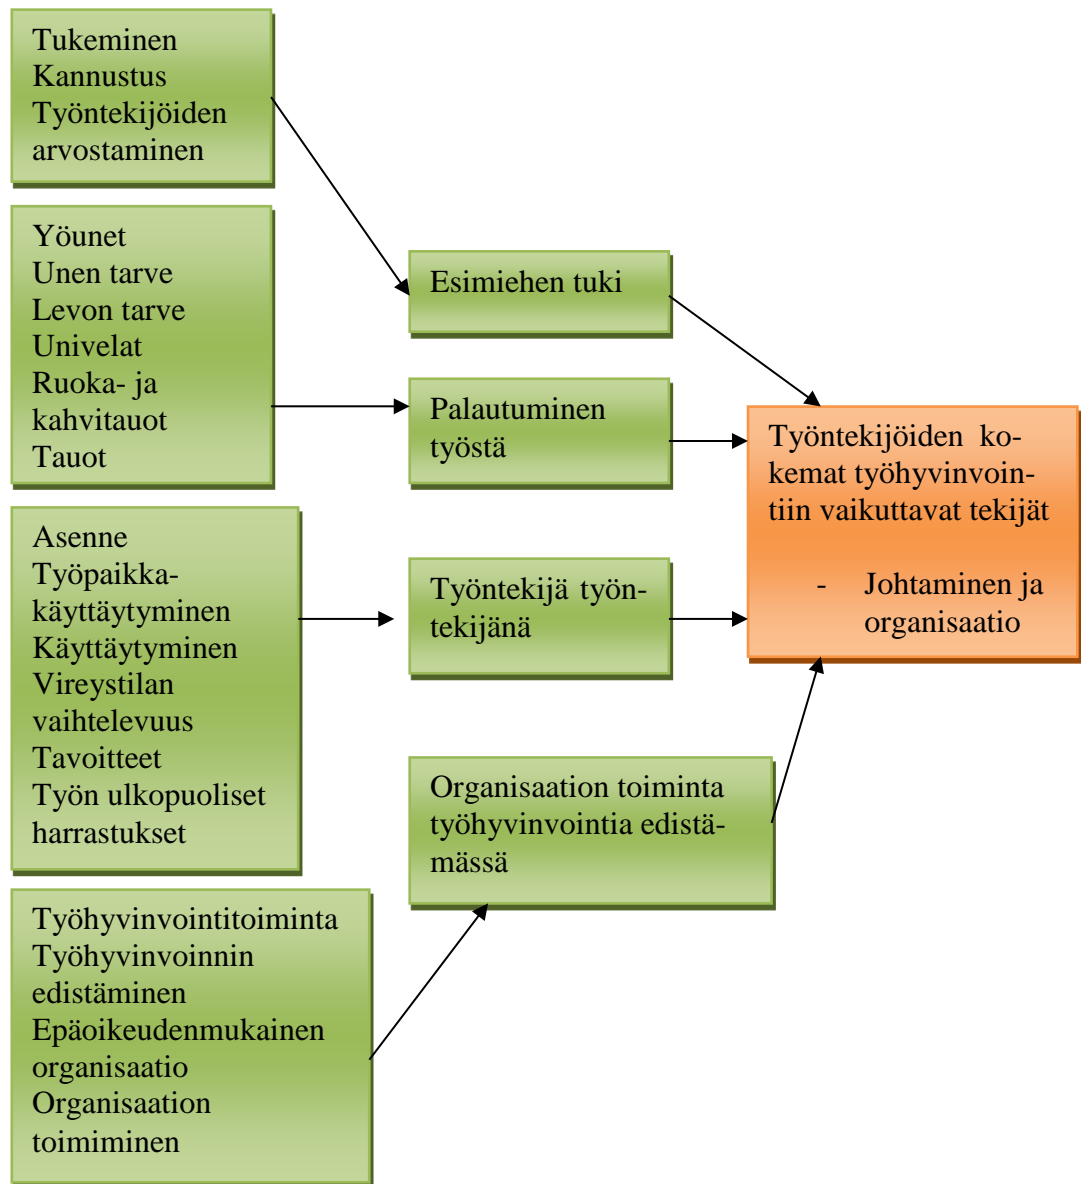 Tukeminen
Kannustus
Työntekijöiden
arvostaminen
Yöunet
Unen tarve
Levon tarve
Univelat
Ruoka- ja
kahvitauot
Tauot
Asenne
Työpaikka-
käyttäytyminen
Käyttäytyminen
Vireystilan
vaihtelevuus
Tavoitteet
Työn ulkopuoliset
harrastukset
Työhyvinvointitoiminta
Työhyvinvoinnin
edistäminen
Epäoikeudenmukainen
organisaatio
Organisaation
toimiminen
Esimiehen tuki
Palautuminen
työstä
Työntekijä työn-
tekijänä
Organisaation toiminta
työhyvinvointia edistä-
mässä
Työntekijöiden ko-
kemat työhyvinvoin-
tiin vaikuttavat tekijät
- Johtaminen ja
organisaatio